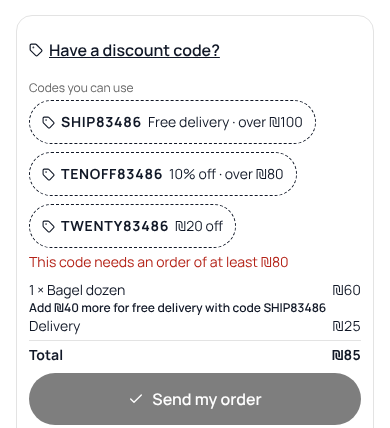 Have a discount code?
Codes you can use
SHIP83486 Free delivery · over ₪100
TENOFF83486 10% off · over ₪80
TWENTY83486 ₪20 off
This code needs an order of at least ₪80
1 × Bagel dozen ₪60
Add ₪40 more for free delivery with code SHIP83486
Delivery ₪25
Total ₪85
Send my order